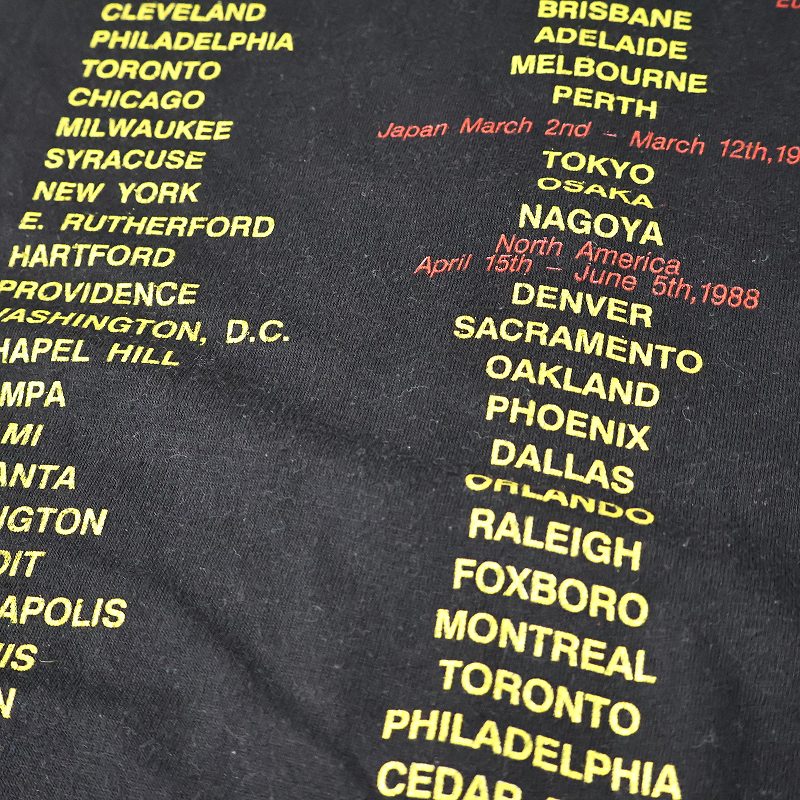 CLEVELAND
PHILADELPHIA
TORONTO
CHICAGO
MILWAUKEE
SYRACUSE
NEW YORK
E. RUTHERFORD
HARTFORD
PROVIDENCE
WASHINGTON, D.C.
HAPEL HILL
MPA
MI
ANTA
NGTON
OIT
APOLIS
IS
N
BRISBANE
ADELAIDE
MELBOURNE
PERTH
Japan March 2nd - March 12th,19
TOKYO
OSAKA
NAGOYA
North America
April 15th - June 5th,1988
DENVER
SACRAMENTO
OAKLAND
PHOENIX
DALLAS
ORLANDO
RALEIGH
FOXBORO
MONTREAL
TORONTO
PHILADELPHIA
CEDAR